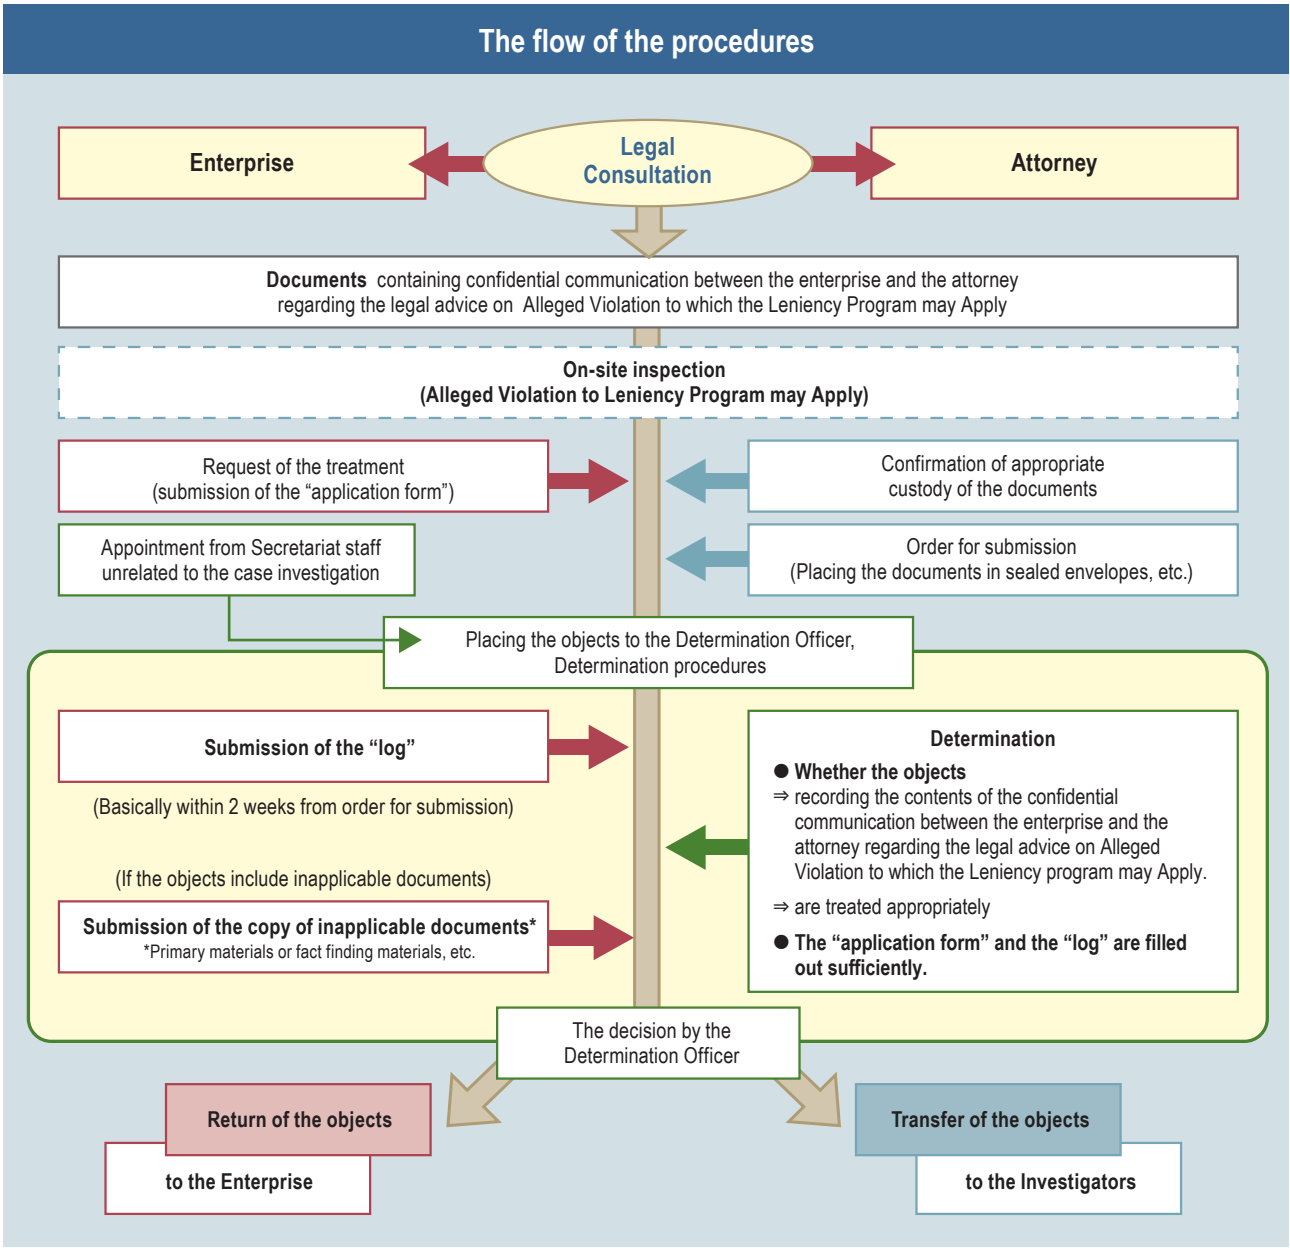 The flow of the procedures
Enterprise
Legal
Consultation
Attorney
Documents containing confidential communication between the enterprise and the attorney
regarding the legal advice on Alleged Violation to which the Leniency Program may Apply
On-site inspection
(Alleged Violation to Leniency Program may Apply)
Request of the treatment
(submission of the “application form”)
Confirmation of appropriate
custody of the documents
Appointment from Secretariat staff
unrelated to the case investigation
Order for submission
(Placing the documents in sealed envelopes, etc.)
Placing the objects to the Determination Officer,
Determination procedures
Submission of the “log”
(Basically within 2 weeks from order for submission)
(If the objects include inapplicable documents)
Submission of the copy of inapplicable documents*
*Primary materials or fact finding materials, etc.
Determination
● Whether the objects
⇒ recording the contents of the confidential
communication between the enterprise and the
attorney regarding the legal advice on Alleged
Violation to which the Leniency program may Apply.
⇒ are treated appropriately
● The “application form” and the “log” are filled
out sufficiently.
The decision by the
Determination Officer
Return of the objects
to the Enterprise
Transfer of the objects
to the Investigators